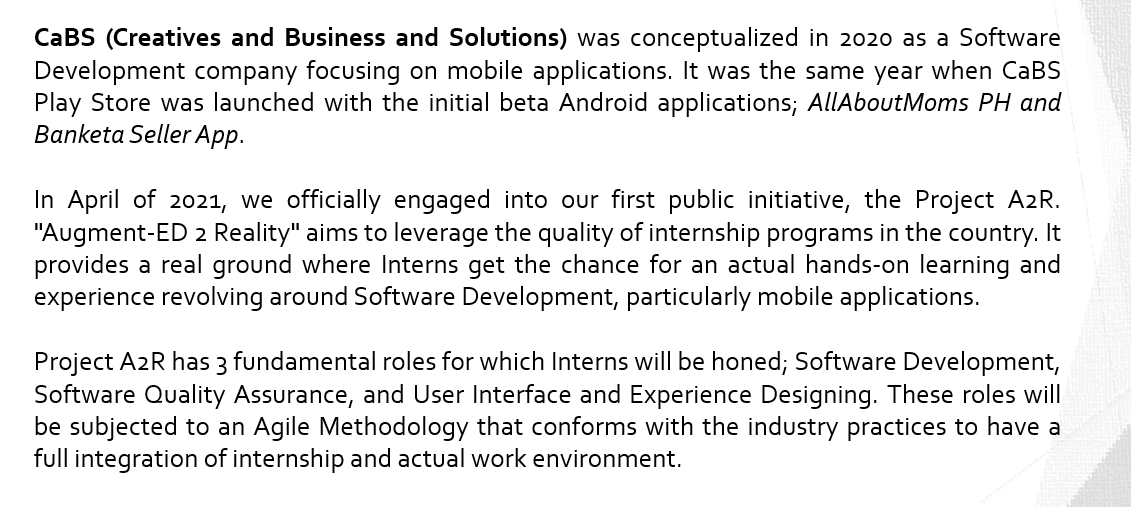 CaBS (Creatives and Business and Solutions) was conceptualized in 2020 as a Software
Development company focusing on mobile applications. It was the same year when CaBS
Play Store was launched with the initial beta Android applications; AllAboutMoms PH and
Banketa Seller App.
In April of 2021, we officially engaged into our first public initiative, the Project A2R.
"Augment-ED 2 Reality" aims to leverage the quality of internship programs in the country. It
provides a real ground where Interns get the chance for an actual hands-on learning and
experience revolving around Software Development, particularly mobile applications.
Project A2R has 3 fundamental roles for which Interns will be honed; Software Development,
Software Quality Assurance, and User Interface and Experience Designing. These roles will
be subjected to an Agile Methodology that conforms with the industry practices to have a
full integration of internship and actual work environment.